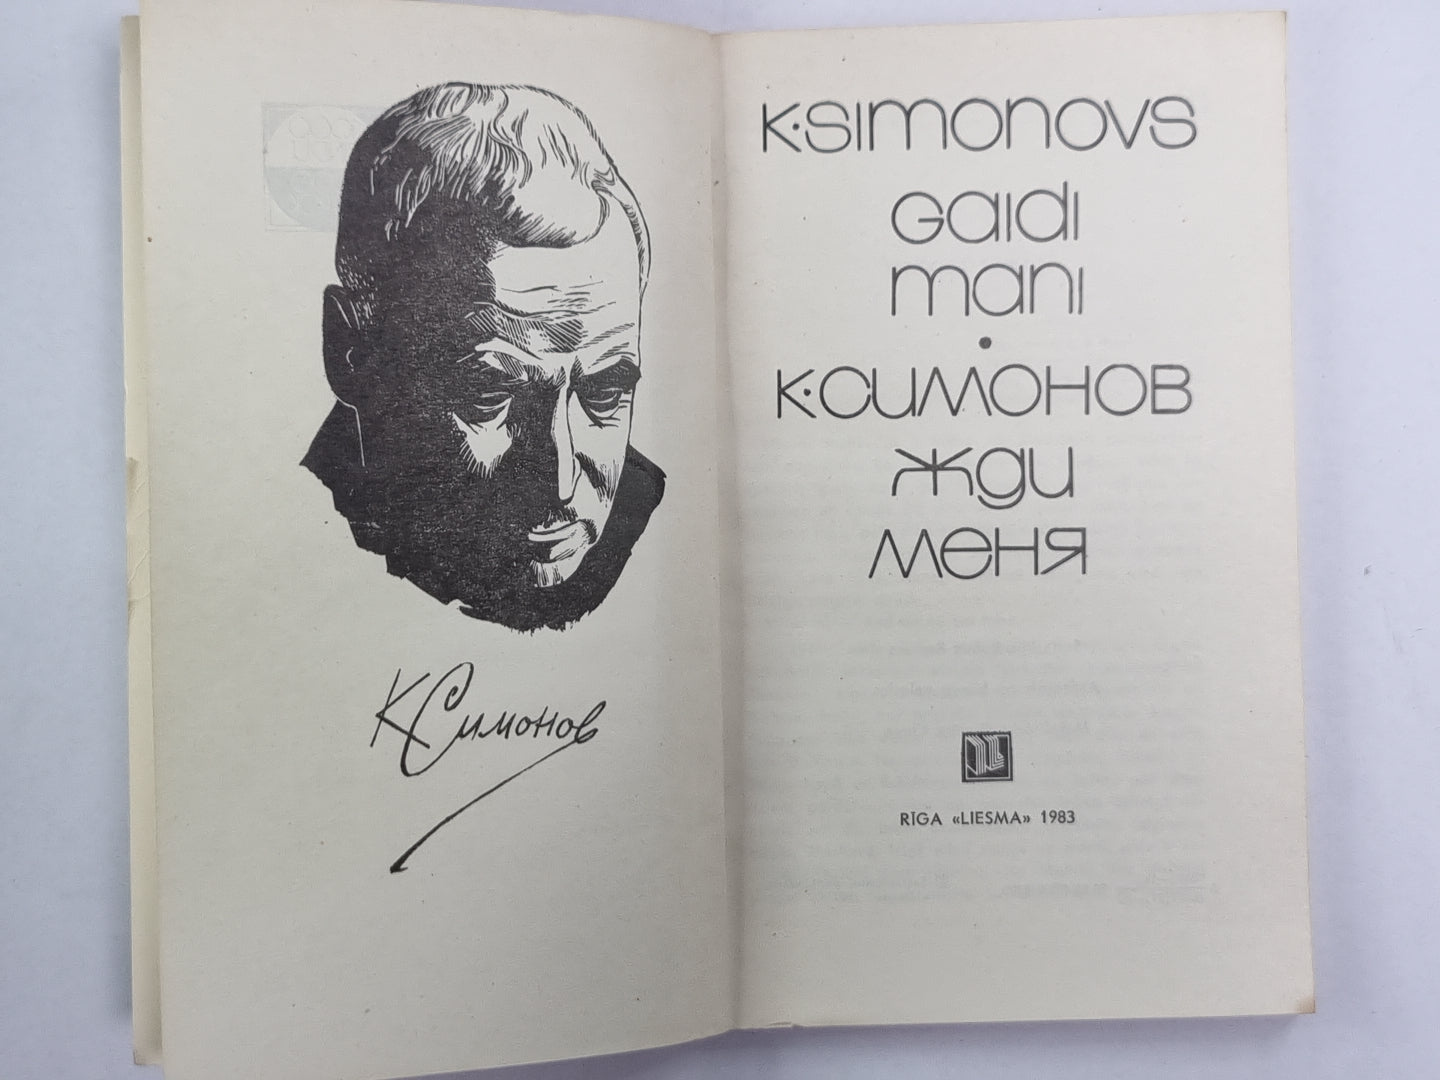 К Симонов
K·SIMONOVS
GAIDI
MANI
К·СИМОНОВ
ЖДИ
МЕНЯ
RĪGA «LIESMA» 1983